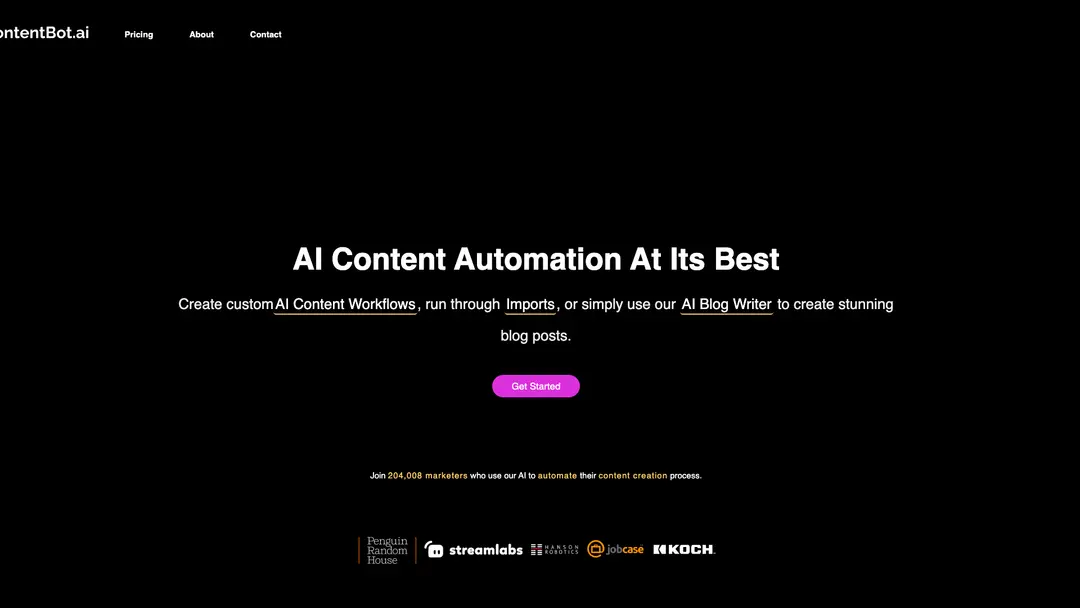 ontentBot.ai
Pricing
About
Contact
AI Content Automation At Its Best
Create custom AI Content Workflows, run through Imports, or simply use our AI Blog Writer to create stunning
blog posts.
Get Started
Join 204,008 marketers who use our AI to automate their content creation process.
Penguin
Random
House
streamlabs
HANSON
ROBOTICS
jobcase
KOCH.